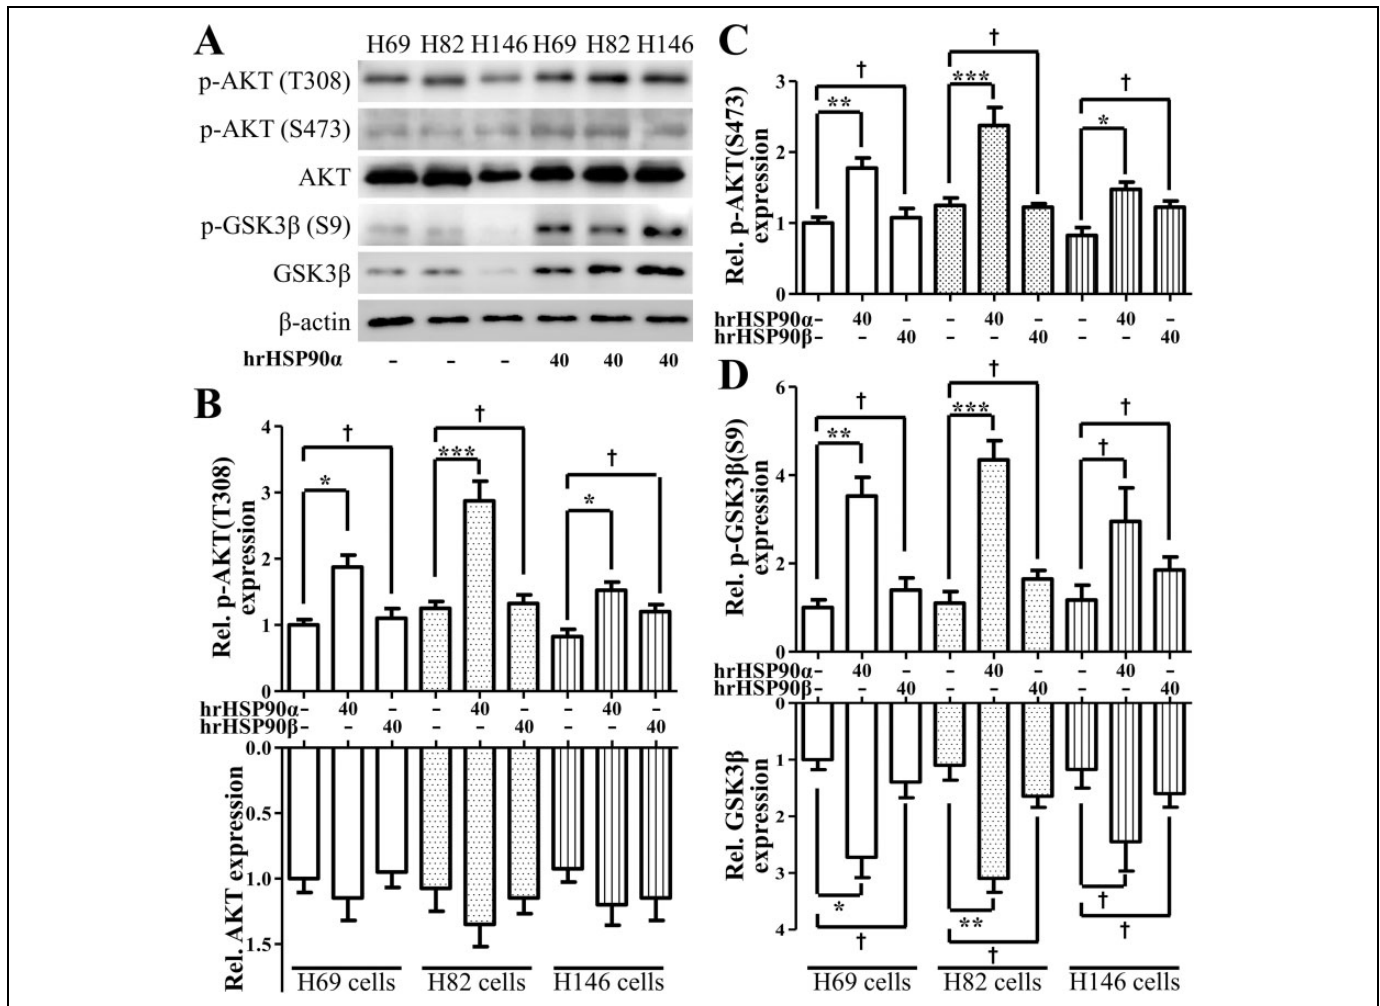 A
H69 H82 H146 H69 H82 H146
p-AKT (T308)
p-AKT (S473)
AKT
p-GSK3β (S9)
GSK3β
β-actin
hrHSP90α - - - 40 40 40
B
Rel. p-AKT(T308)
expression
4
3
2
1
0
†
*
†
***
†
*
hrHSP90α - 40 - - 40 - - 40 -
hrHSP90β - - 40 - - 40 - - 40
Rel. AKT expression
0.0
0.5
1.0
1.5
H69 cells H82 cells H146 cells
C
Rel. p-AKT(S473)
expression
3
2
1
0
†
**
†
***
†
*
hrHSP90α - 40 - - 40 - - 40 -
hrHSP90β - - 40 - - 40 - - 40
D
Rel. p-GSK3β(S9)
expression
6
4
2
0
†
**
†
***
†
†
hrHSP90α - 40 - - 40 - - 40 -
hrHSP90β - - 40 - - 40 - - 40
Rel. GSK3β
expression
0
1
2
3
4
*
†
**
†
†
†
H69 cells H82 cells H146 cells